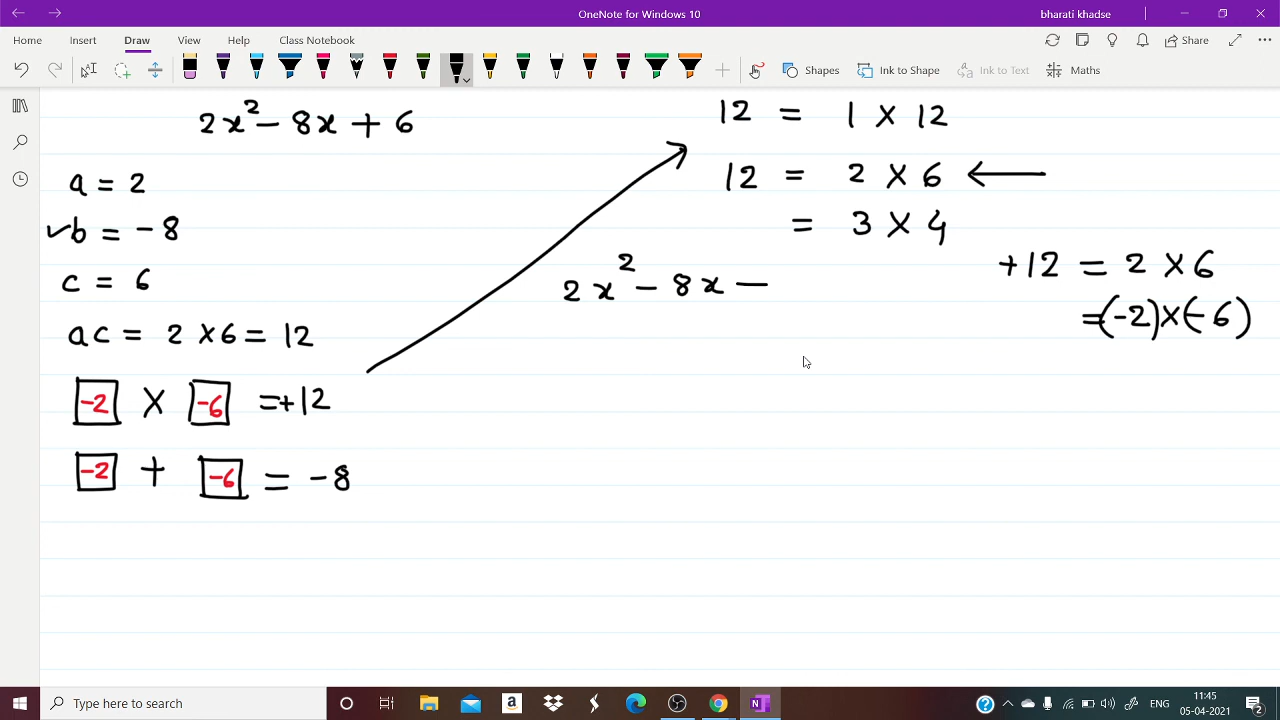 OneNote for Windows 10
bharati khadse
Home Insert Draw View Help Class Notebook
Share
Shapes Ink to Shape Ink to Text Maths
2x² - 8x + 6
a = 2
✓b = -8
c = 6
ac = 2 × 6 = 12
-2 × -6 = +12
-2 + -6 = -8
12 = 1 × 12
12 = 2 × 6 ←
= 3 × 4
2x² - 8x -
+12 = 2 × 6
=(-2)×(-6)
Type here to search
a
N
ENG
11:45
05-04-2021